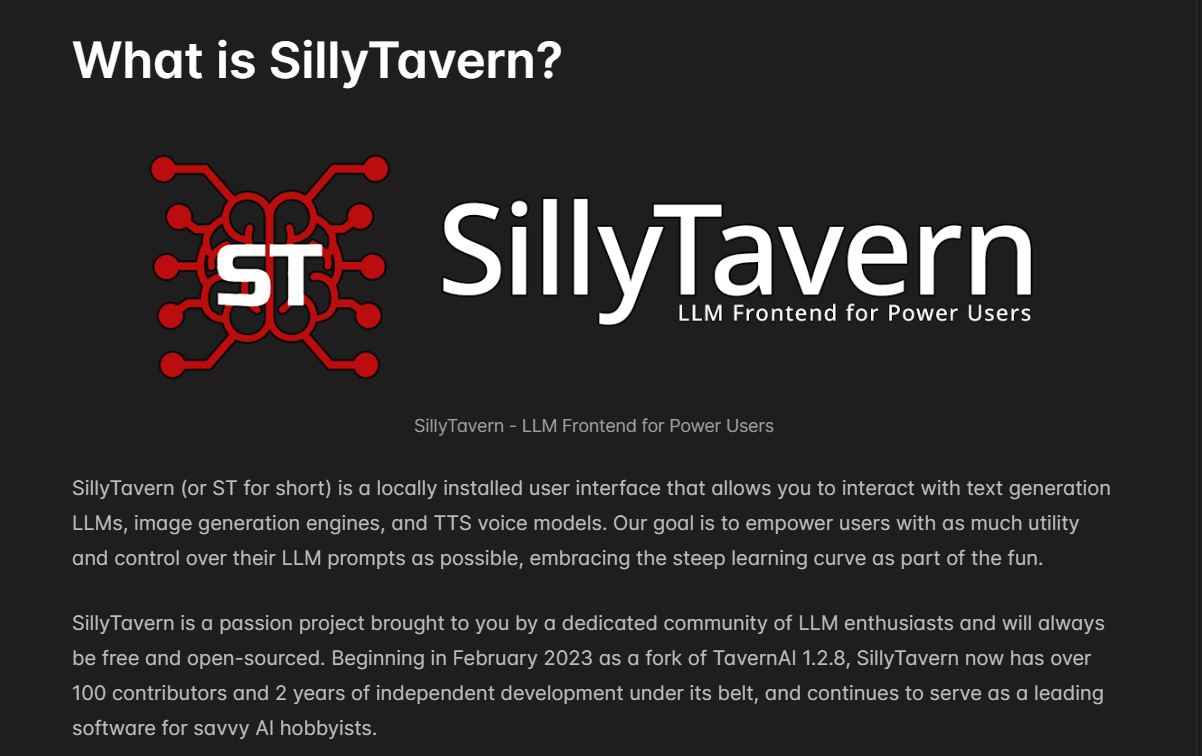 What is SillyTavern?
ST
SillyTavern
LLM Frontend for Power Users
SillyTavern - LLM Frontend for Power Users
SillyTavern (or ST for short) is a locally installed user interface that allows you to interact with text generation
LLMs, image generation engines, and TTS voice models. Our goal is to empower users with as much utility
and control over their LLM prompts as possible, embracing the steep learning curve as part of the fun.
SillyTavern is a passion project brought to you by a dedicated community of LLM enthusiasts and will always
be free and open-sourced. Beginning in February 2023 as a fork of TavernAI 1.2.8, SillyTavern now has over
100 contributors and 2 years of independent development under its belt, and continues to serve as a leading
software for savvy AI hobbyists.